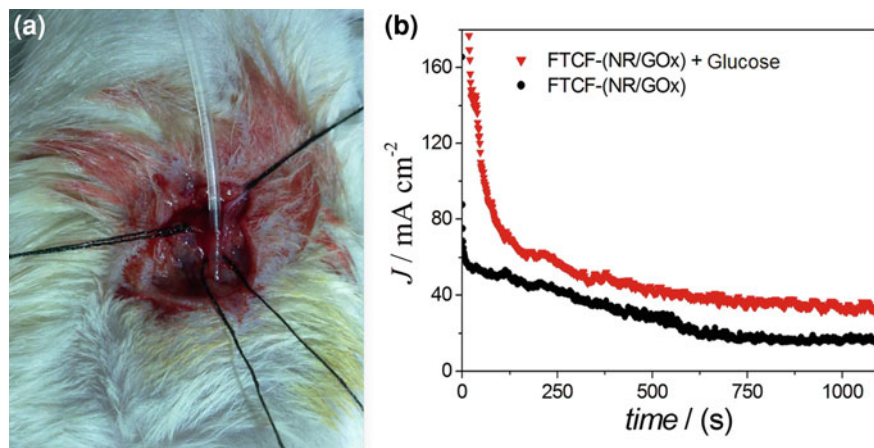 (a)
(b)
160
120
80
40
0
J / mA cm⁻²
▼ FTCF-(NR/GOx) + Glucose
● FTCF-(NR/GOx)
0 250 500 750 1000
time / (s)